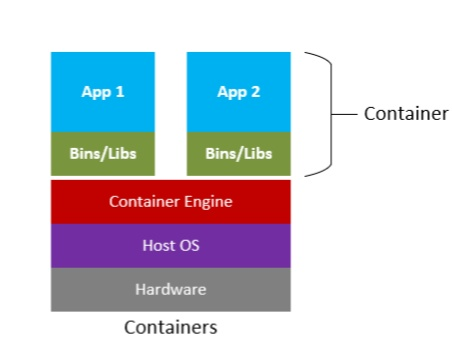 App 1
App 2
Container
Bins/Libs
Bins/Libs
Container Engine
Host OS
Hardware
Containers